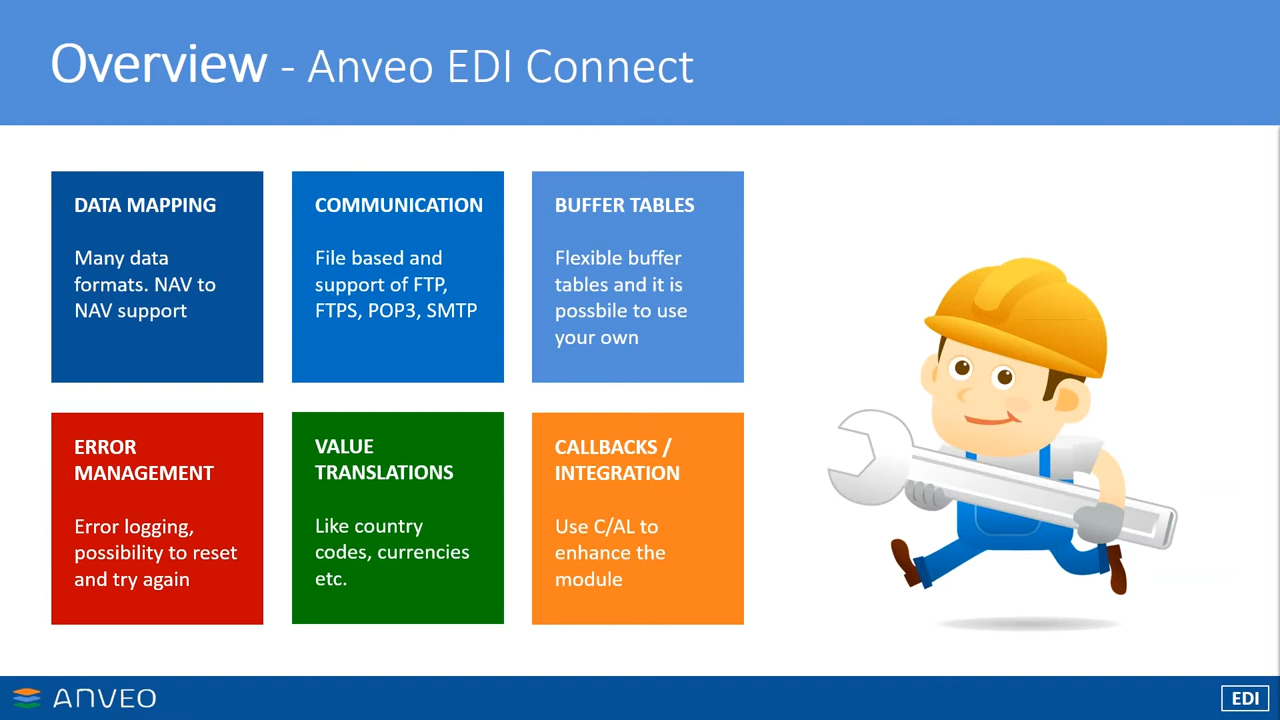 Overview - Anveo EDI Connect
DATA MAPPING
Many data
formats. NAV to
NAV support
COMMUNICATION
File based and
support of FTP,
FTPS, POP3, SMTP
BUFFER TABLES
Flexible buffer
tables and it is
possbile to use
your own
ERROR
MANAGEMENT
Error logging,
possibility to reset
and try again
VALUE
TRANSLATIONS
Like country
codes, currencies
etc.
CALLBACKS /
INTEGRATION
Use C/AL to
enhance the
module
ANVEO
EDI